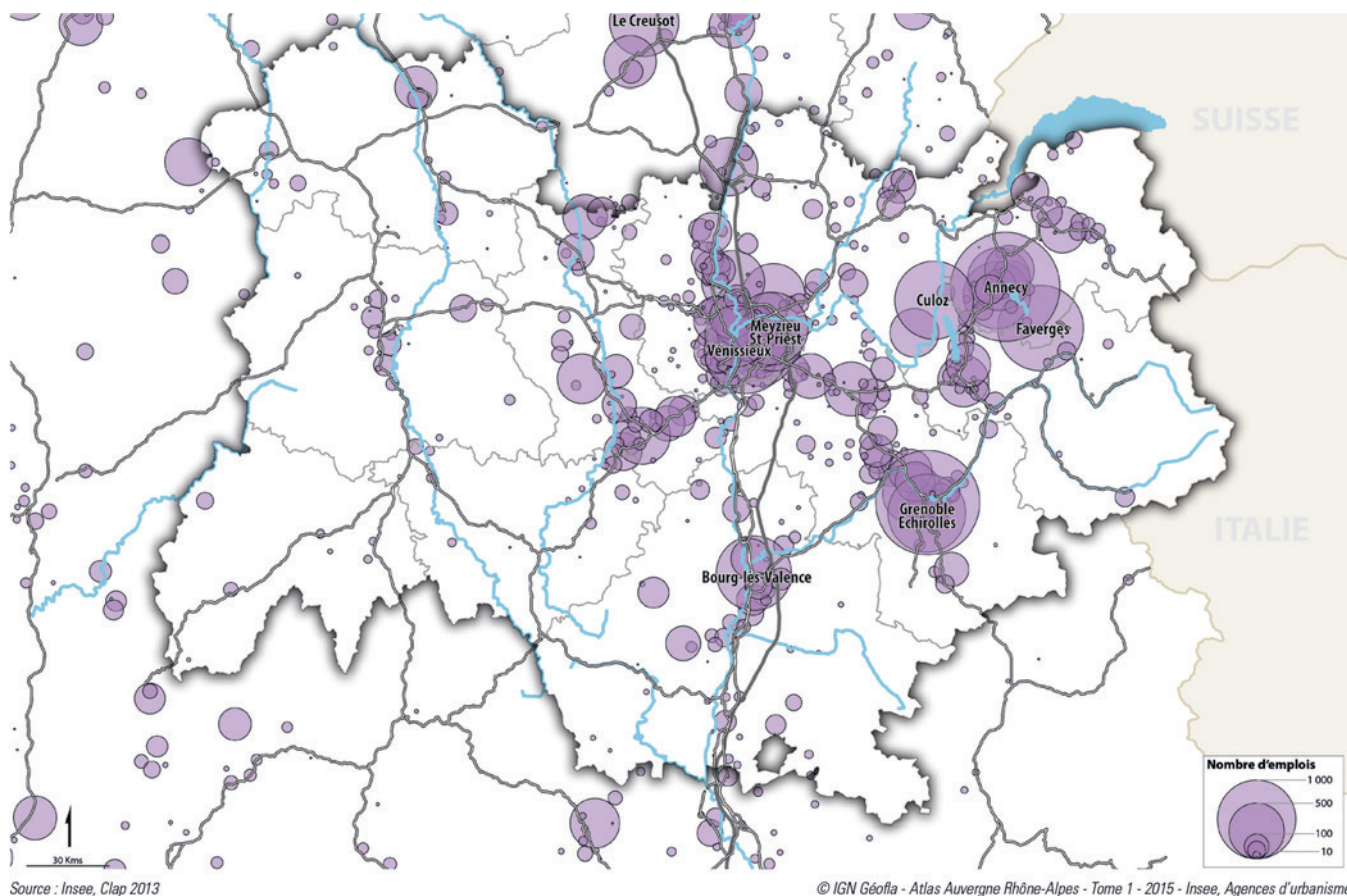 Le Creusot
SUISSE
Culoz
Annecy
Faverges
Meyzieu
St-Priest
Vénissieux
Grenoble
Echirolles
ITALIE
Bourg-lès-Valence
Nombre d'emplois
1 000
500
100
10
30 Kms
Source : Insee, Clap 2013
© IGN Géofla - Atlas Auvergne Rhône-Alpes - Tome 1 - 2015 - Insee, Agences d'urbanisme